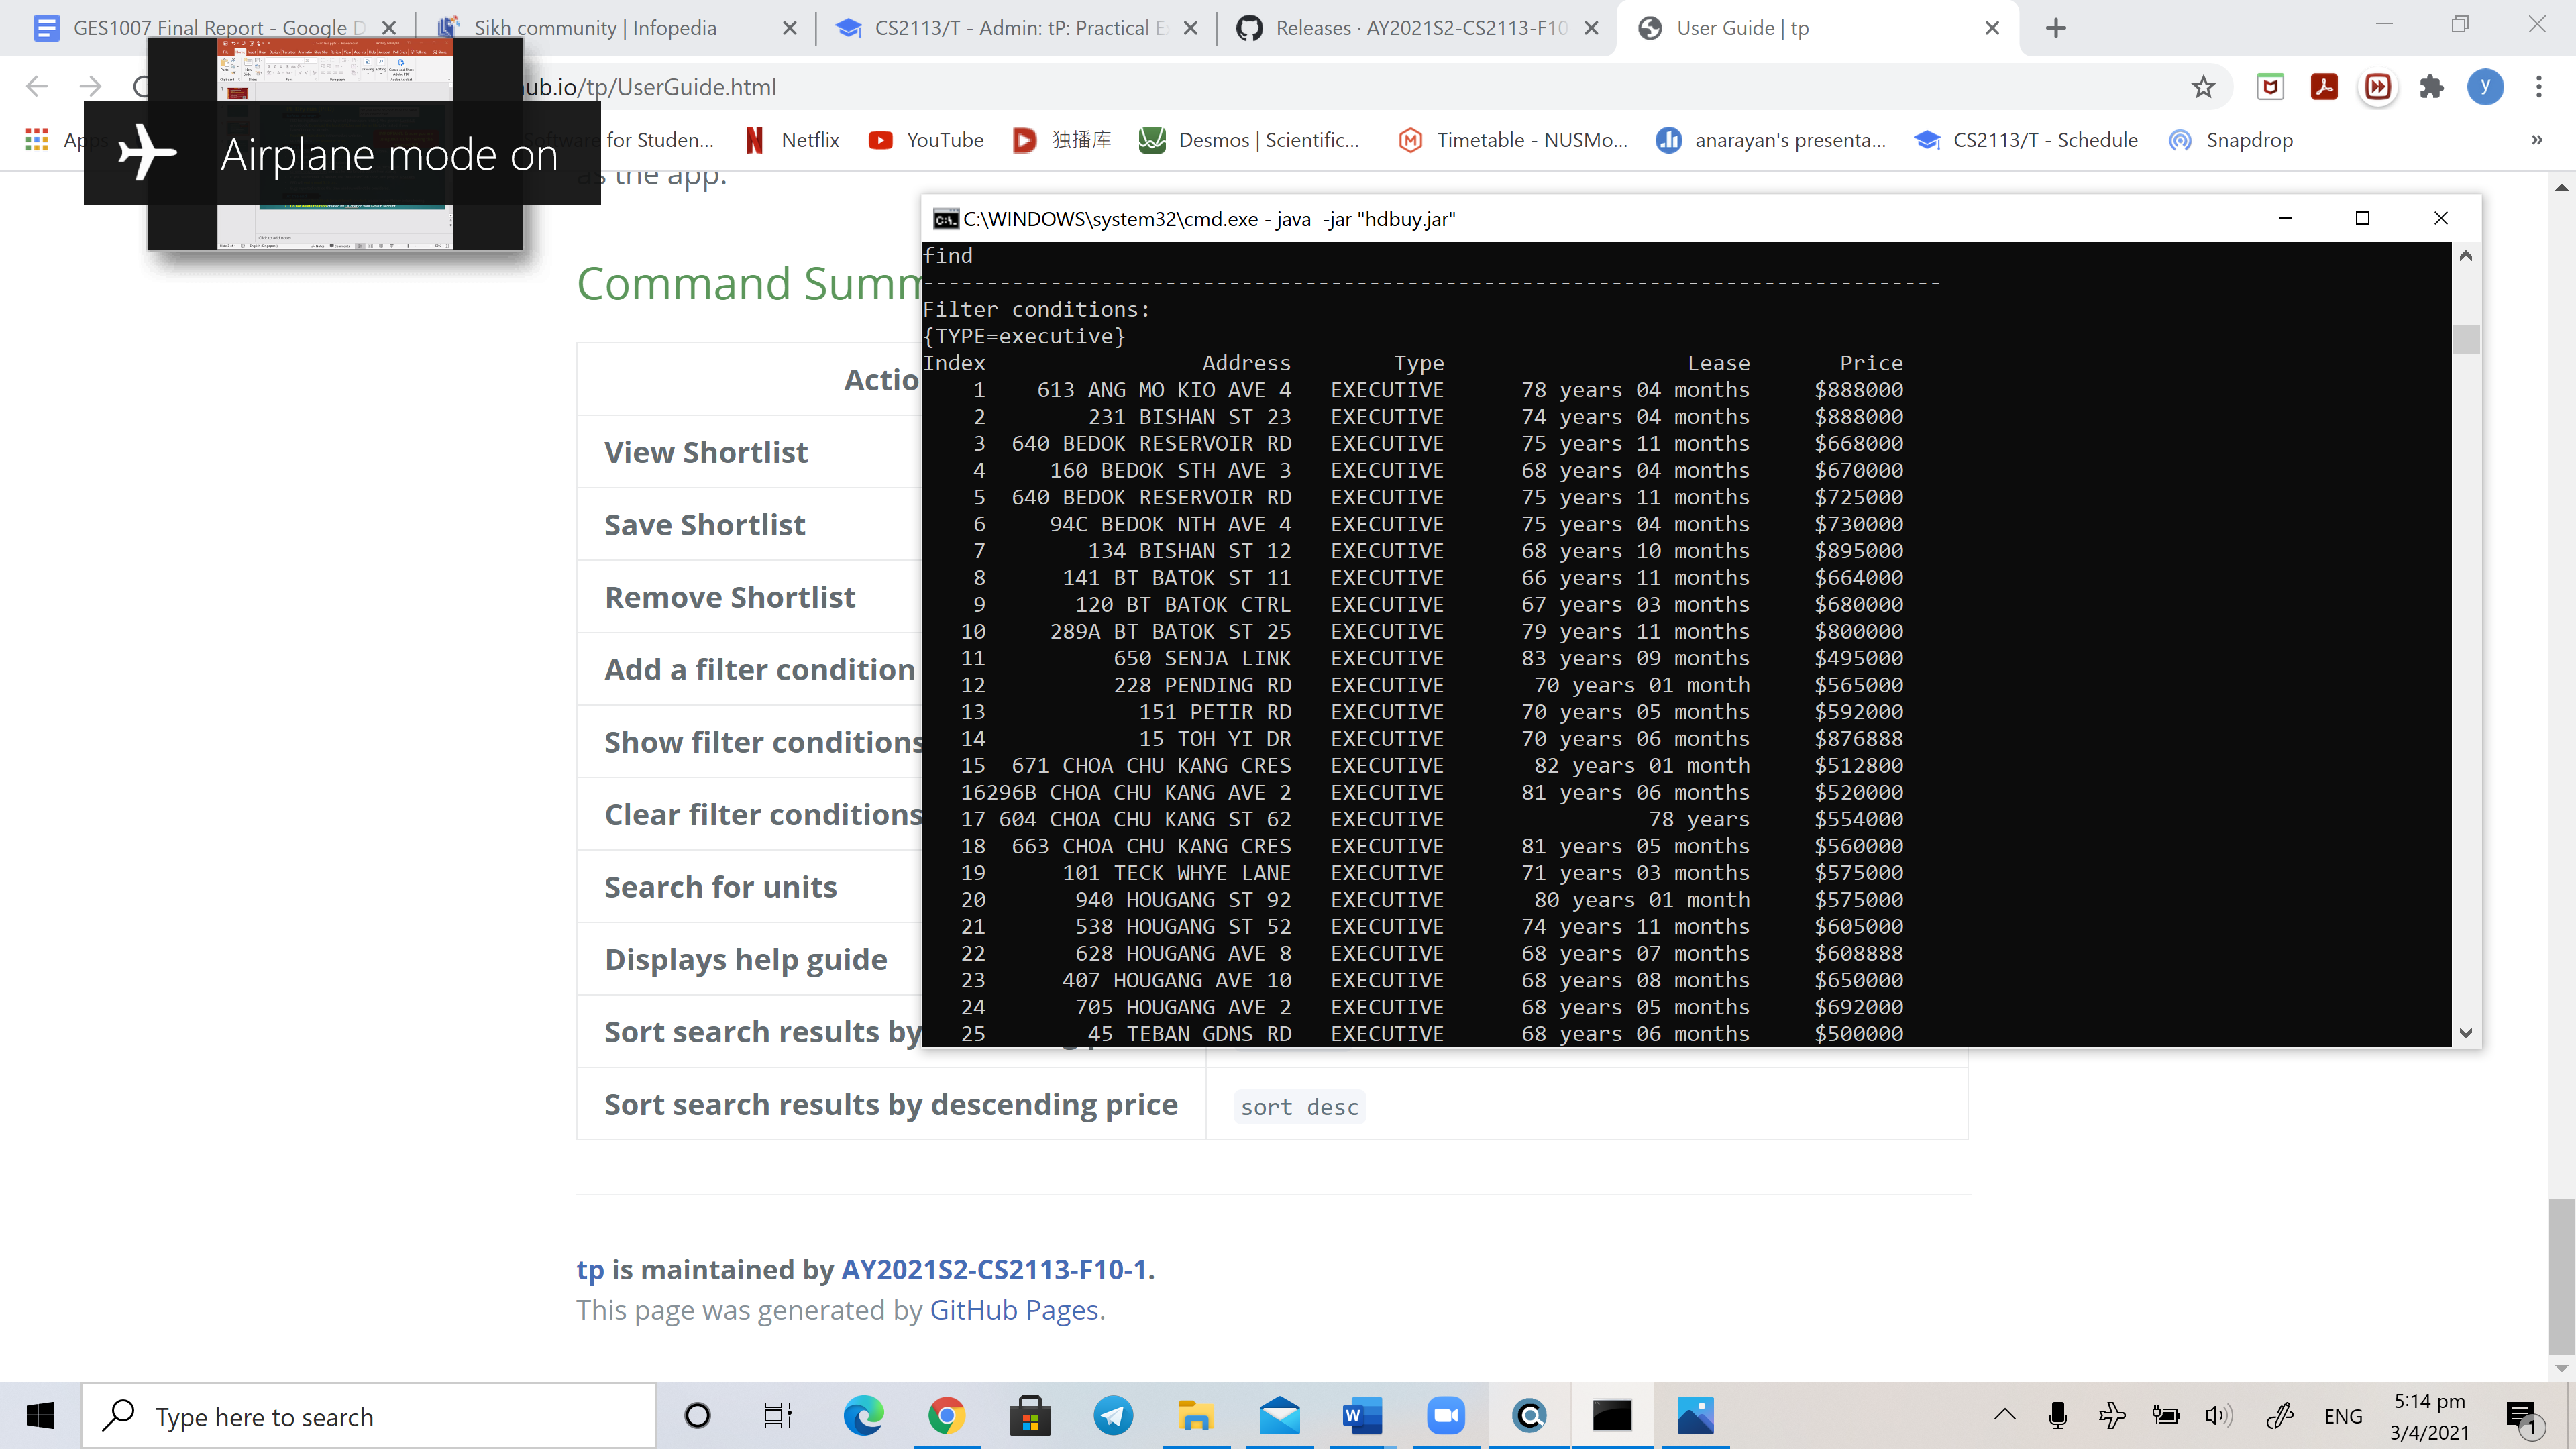 GES1007 Final Report - Google D
Sikh community | Infopedia
CS2113/T - Admin: tP: Practical E
Releases · AY2021S2-CS2113-F10
User Guide | tp
ub.io/tp/UserGuide.html
y
Apps
Software for Studen...
Netflix
YouTube
独播库
Desmos | Scientific...
Timetable - NUSMo...
anarayan's presenta...
CS2113/T - Schedule
Snapdrop
»
Airplane mode on
as the app.
Command Summ
Actio
View Shortlist
Save Shortlist
Remove Shortlist
Add a filter condition
Show filter conditions
Clear filter conditions
Search for units
Displays help guide
Sort search results by
Sort search results by descending price
sort desc
C:\WINDOWS\system32\cmd.exe - java  -jar "hdbuy.jar"
find
--------------------------------------------------------------------------------
Filter conditions:
{TYPE=executive}
Index Address Type Lease Price
1 613 ANG MO KIO AVE 4 EXECUTIVE 78 years 04 months $888000
2 231 BISHAN ST 23 EXECUTIVE 74 years 04 months $888000
3 640 BEDOK RESERVOIR RD EXECUTIVE 75 years 11 months $668000
4 160 BEDOK STH AVE 3 EXECUTIVE 68 years 04 months $670000
5 640 BEDOK RESERVOIR RD EXECUTIVE 75 years 11 months $725000
6 94C BEDOK NTH AVE 4 EXECUTIVE 75 years 04 months $730000
7 134 BISHAN ST 12 EXECUTIVE 68 years 10 months $895000
8 141 BT BATOK ST 11 EXECUTIVE 66 years 11 months $664000
9 120 BT BATOK CTRL EXECUTIVE 67 years 03 months $680000
10 289A BT BATOK ST 25 EXECUTIVE 79 years 11 months $800000
11 650 SENJA LINK EXECUTIVE 83 years 09 months $495000
12 228 PENDING RD EXECUTIVE 70 years 01 month $565000
13 151 PETIR RD EXECUTIVE 70 years 05 months $592000
14 15 TOH YI DR EXECUTIVE 70 years 06 months $876888
15 671 CHOA CHU KANG CRES EXECUTIVE 82 years 01 month $512800
16296B CHOA CHU KANG AVE 2 EXECUTIVE 81 years 06 months $520000
17 604 CHOA CHU KANG ST 62 EXECUTIVE 78 years $554000
18 663 CHOA CHU KANG CRES EXECUTIVE 81 years 05 months $560000
19 101 TECK WHYE LANE EXECUTIVE 71 years 03 months $575000
20 940 HOUGANG ST 92 EXECUTIVE 80 years 01 month $575000
21 538 HOUGANG ST 52 EXECUTIVE 74 years 11 months $605000
22 628 HOUGANG AVE 8 EXECUTIVE 68 years 07 months $608888
23 407 HOUGANG AVE 10 EXECUTIVE 68 years 08 months $650000
24 705 HOUGANG AVE 2 EXECUTIVE 68 years 05 months $692000
25 45 TEBAN GDNS RD EXECUTIVE 68 years 06 months $500000
tp is maintained by AY2021S2-CS2113-F10-1.
This page was generated by GitHub Pages.
Type here to search
ENG
5:14 pm
3/4/2021
1